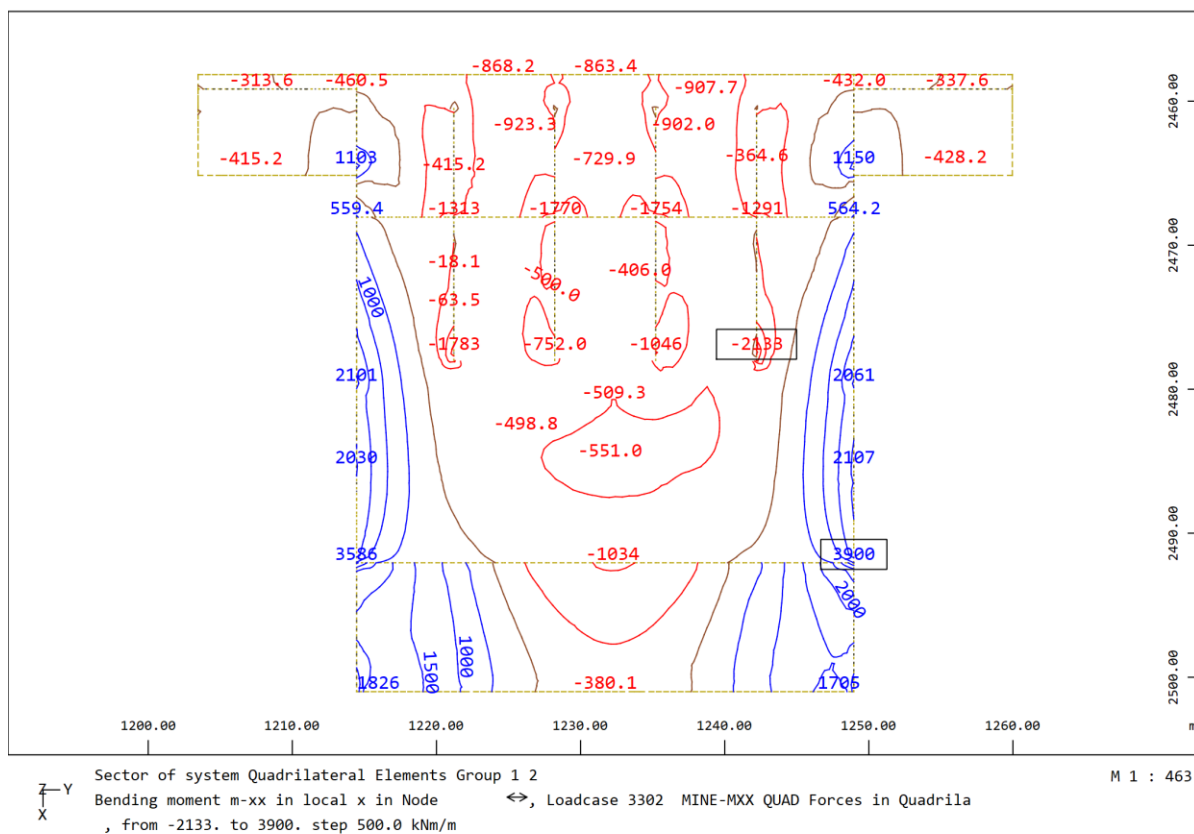 -868.2 -863.4
-313.6 -460.5 -907.7 -432.0 -337.6
-923.3 -902.0
-415.2 1103 -415.2 -729.9 -364.6 1150 -428.2
559.4 -1313 -1770 -1754 -1291 564.2
-18.1 -500.0 -406.0
1000 -63.5
-1783 -752.0 -1046 -2133
2101 -509.3 2061
-498.8
2030 -551.0 2107
3586 -1034 3900
2000
1500 1000
1826 -380.1 1705
2460.00
2470.00
2480.00
2490.00
2500.00
1200.00 1210.00 1220.00 1230.00 1240.00 1250.00 1260.00 m
Z Y
X
Sector of system Quadrilateral Elements Group 1 2 M 1 : 463
Bending moment m-xx in local x in Node , Loadcase 3302 MINE-MXX QUAD Forces in Quadrila
, from -2133. to 3900. step 500.0 kNm/m